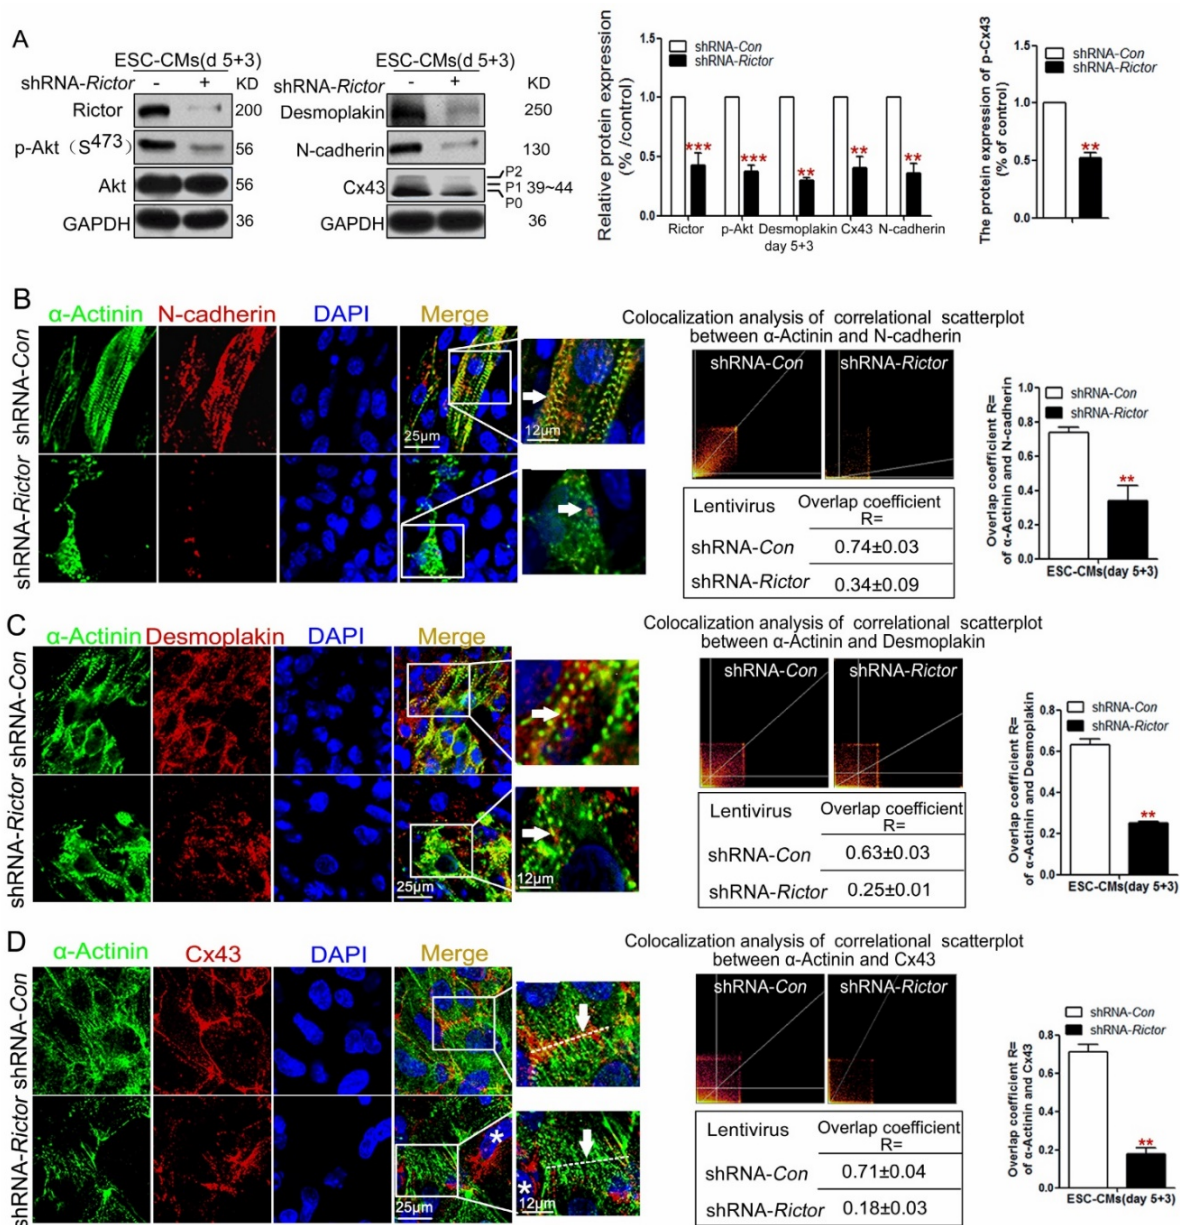 A
ESC-CMs(d 5+3)
shRNA-Rictor - + KD
Rictor 200
p-Akt (S473) 56
Akt 56
GAPDH 36
ESC-CMs(d 5+3)
shRNA-Rictor - + KD
Desmoplakin 250
N-cadherin 130
Cx43 P2 P1 P0 39~44
GAPDH 36
Relative protein expression
(% /control)
shRNA-Con
shRNA-Rictor
1.5
1.0
0.5
0.0
*** *** ** ** **
Rictor p-Akt Desmoplakin Cx43 N-cadherin
day 5+3
The protein expression of p-Cx43
(% of control)
shRNA-Con
shRNA-Rictor
1.5
1.0
0.5
0.0
**
B
α-Actinin N-cadherin DAPI Merge
shRNA-Con
shRNA-Rictor
25μm
12μm
Colocalization analysis of correlational scatterplot
between α-Actinin and N-cadherin
shRNA-Con shRNA-Rictor
Lentivirus Overlap coefficient
R=
shRNA-Con 0.74±0.03
shRNA-Rictor 0.34±0.09
Overlap coefficient R=
of α-Actinin and N-cadherin
1.0
0.8
0.6
0.4
0.2
0.0
shRNA-Con
shRNA-Rictor
**
ESC-CMs(day 5+3)
C
α-Actinin Desmoplakin DAPI Merge
shRNA-Con
shRNA-Rictor
25μm
12μm
Colocalization analysis of correlational scatterplot
between α-Actinin and Desmoplakin
shRNA-Con shRNA-Rictor
Lentivirus Overlap coefficient
R=
shRNA-Con 0.63±0.03
shRNA-Rictor 0.25±0.01
Overlap coefficient R=
of α-Actinin and Desmoplakin
0.8
0.6
0.4
0.2
0.0
shRNA-Con
shRNA-Rictor
**
ESC-CMs(day 5+3)
D
α-Actinin Cx43 DAPI Merge
shRNA-Con
shRNA-Rictor
*
*
25μm
12μm
Colocalization analysis of correlational scatterplot
between α-Actinin and Cx43
shRNA-Con shRNA-Rictor
Lentivirus Overlap coefficient
R=
shRNA-Con 0.71±0.04
shRNA-Rictor 0.18±0.03
Overlap coefficient R=
of α-Actinin and Cx43
0.8
0.6
0.4
0.2
0.0
shRNA-Con
shRNA-Rictor
**
ESC-CMs(day 5+3)